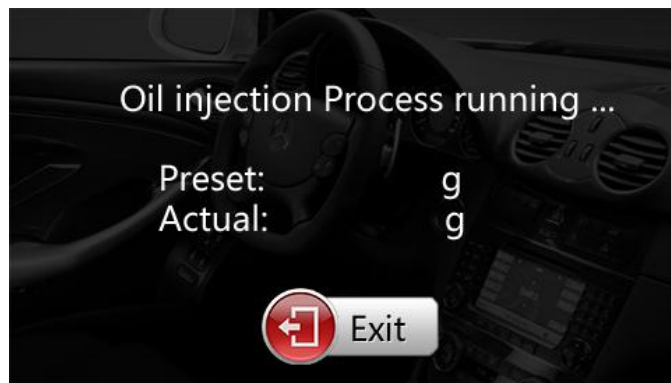 Oil injection Process running ...
Preset: g
Actual: g
Exit